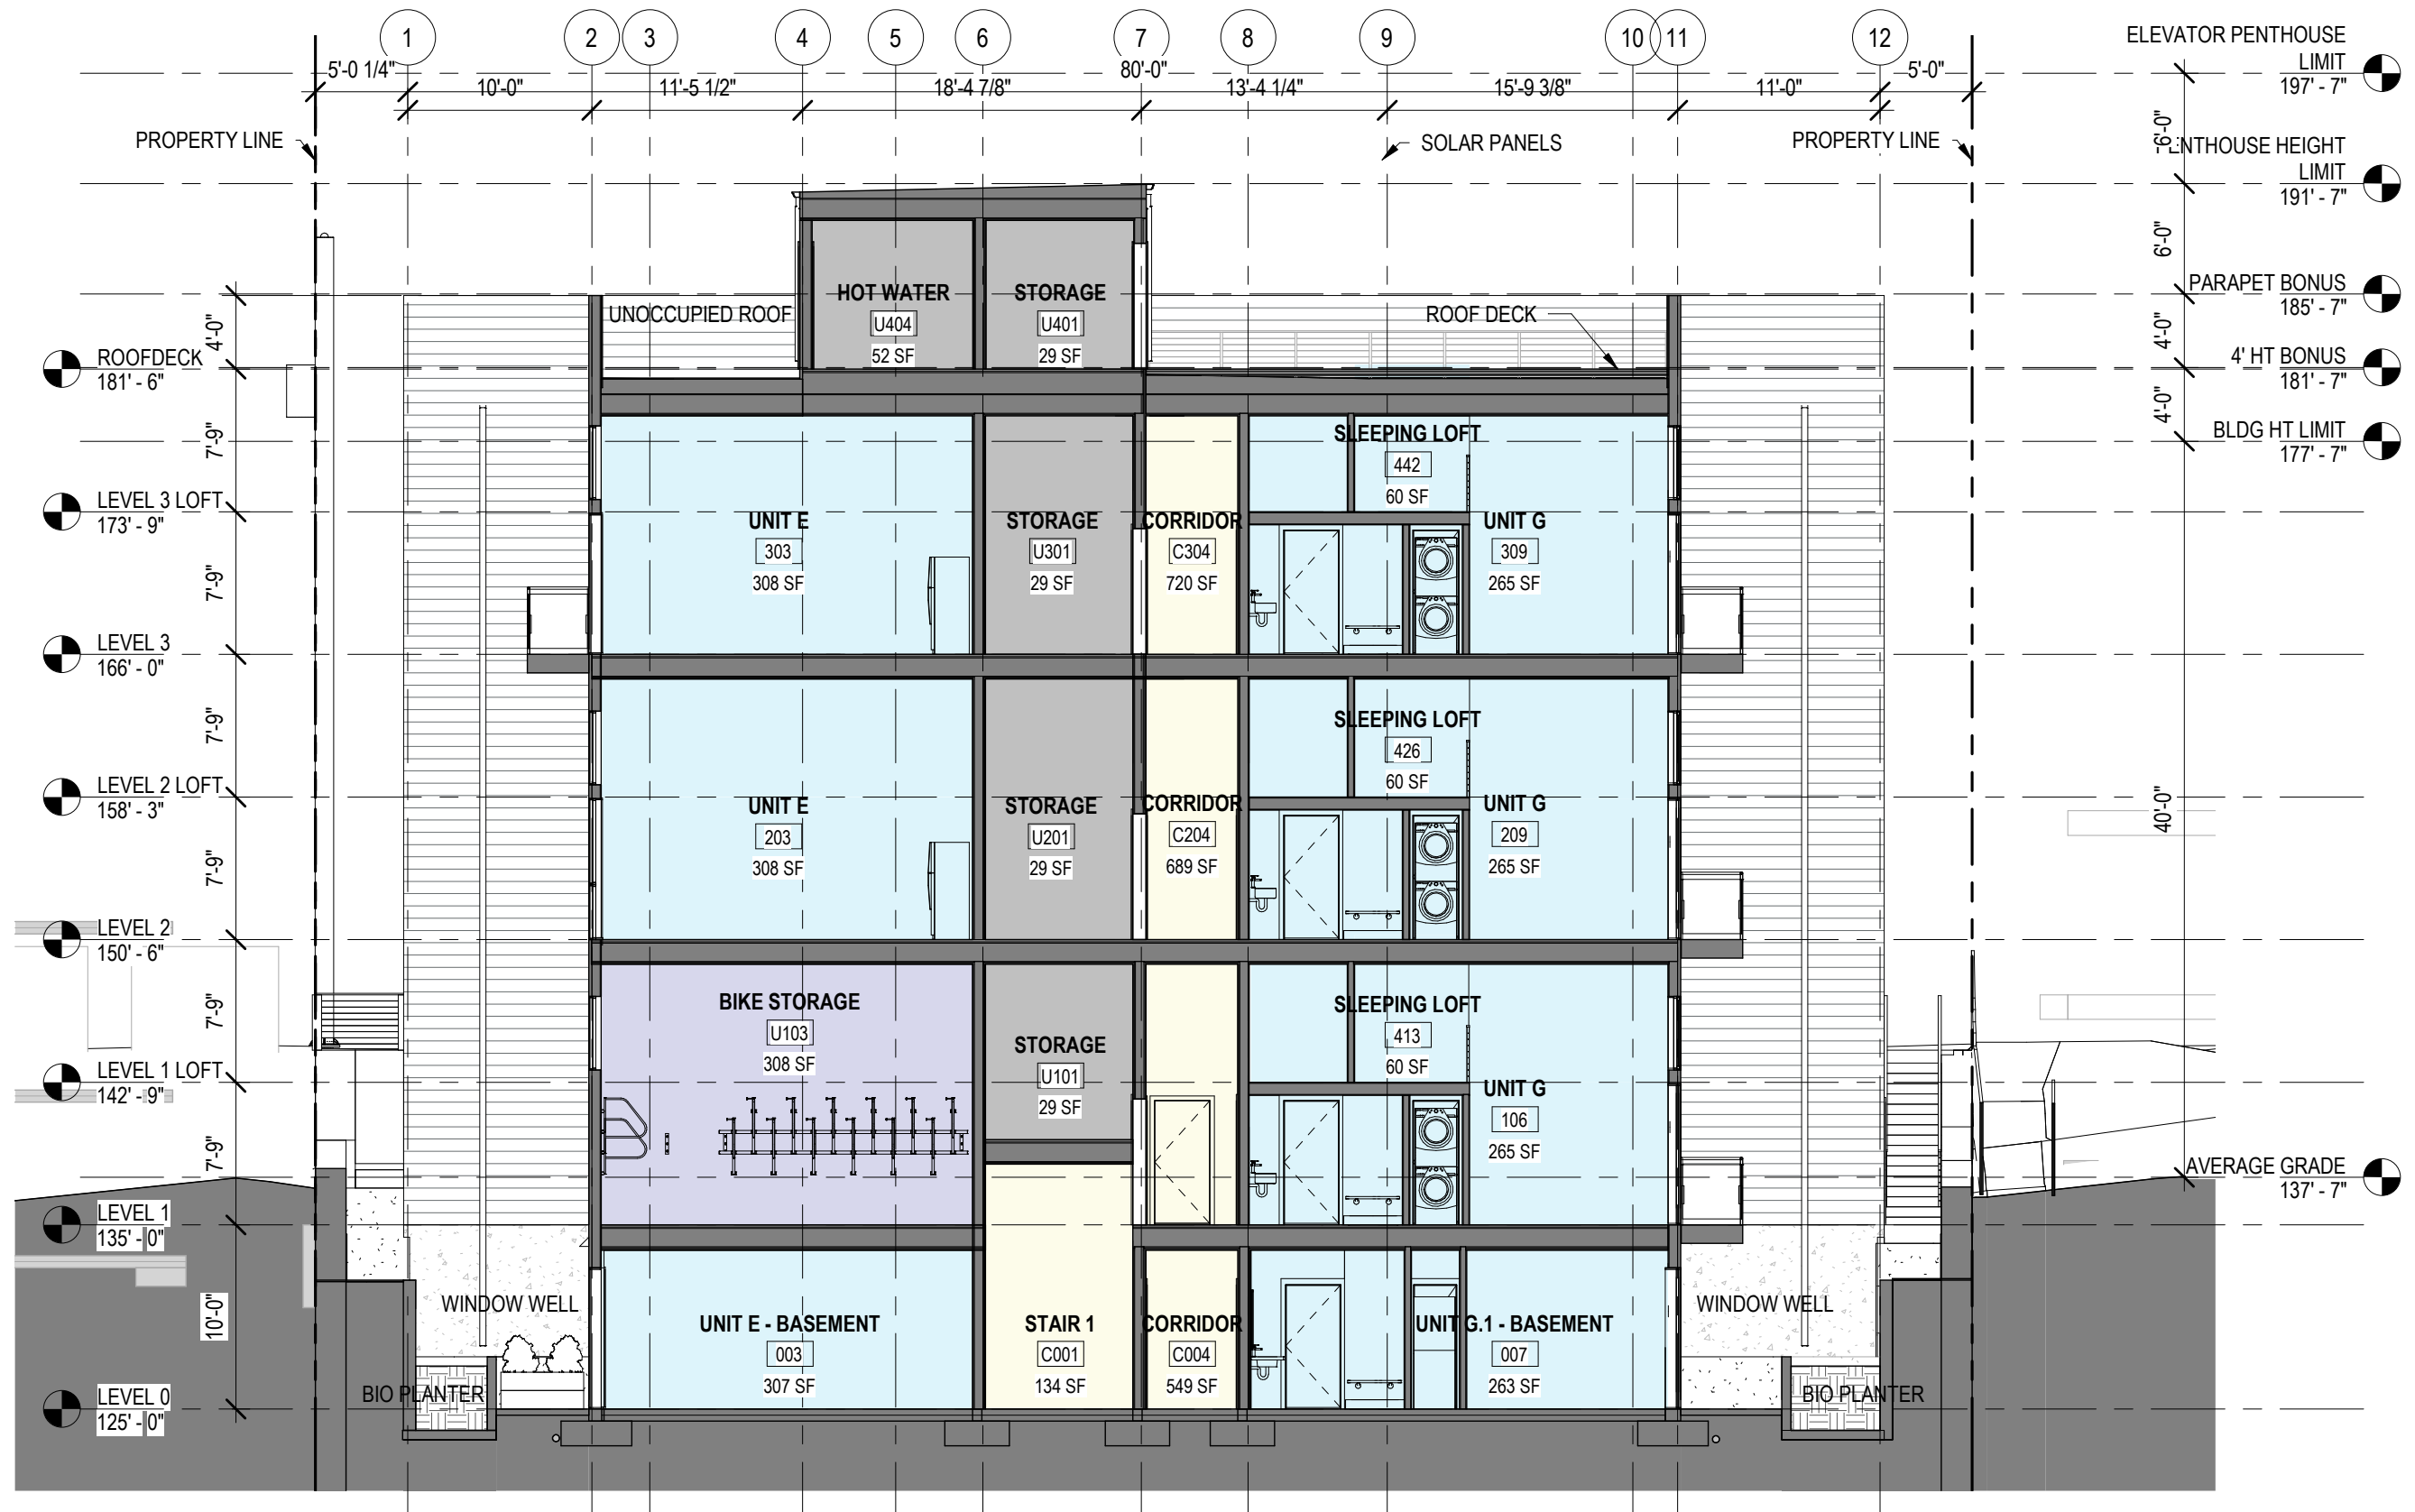 1
2
3
4
5
6
7
8
9
10
11
12
5'-0 1/4"
80'-0"
5'-0"
10'-0"
11'-5 1/2"
18'-4 7/8"
13'-4 1/4"
15'-9 3/8"
11'-0"
PROPERTY LINE
SOLAR PANELS
PROPERTY LINE
ELEVATOR PENTHOUSE
LIMIT
197' - 7"
6'-0"
ENTHOUSE HEIGHT
LIMIT
191' - 7"
6'-0"
PARAPET BONUS
185' - 7"
4'-0"
4' HT BONUS
181' - 7"
4'-0"
BLDG HT LIMIT
177' - 7"
40'-0"
AVERAGE GRADE
137' - 7"
4'-0"
ROOFDECK
181' - 6"
7'-9"
LEVEL 3 LOFT
173' - 9"
7'-9"
LEVEL 3
166' - 0"
7'-9"
LEVEL 2 LOFT
158' - 3"
7'-9"
LEVEL 2
150' - 6"
7'-9"
LEVEL 1 LOFT
142' - 9"
7'-9"
LEVEL 1
135' - 0"
10'-0"
LEVEL 0
125' - 0"
UNOCCUPIED ROOF
HOT WATER
U404
52 SF
STORAGE
U401
29 SF
ROOF DECK
UNIT E
303
308 SF
STORAGE
U301
29 SF
CORRIDOR
C304
720 SF
SLEEPING LOFT
442
60 SF
UNIT G
309
265 SF
UNIT E
203
308 SF
STORAGE
U201
29 SF
CORRIDOR
C204
689 SF
SLEEPING LOFT
426
60 SF
UNIT G
209
265 SF
BIKE STORAGE
U103
308 SF
STORAGE
U101
29 SF
SLEEPING LOFT
413
60 SF
UNIT G
106
265 SF
WINDOW WELL
BIO PLANTER
UNIT E - BASEMENT
003
307 SF
STAIR 1
C001
134 SF
CORRIDOR
C004
549 SF
UNIT G.1 - BASEMENT
007
263 SF
WINDOW WELL
BIO PLANTER